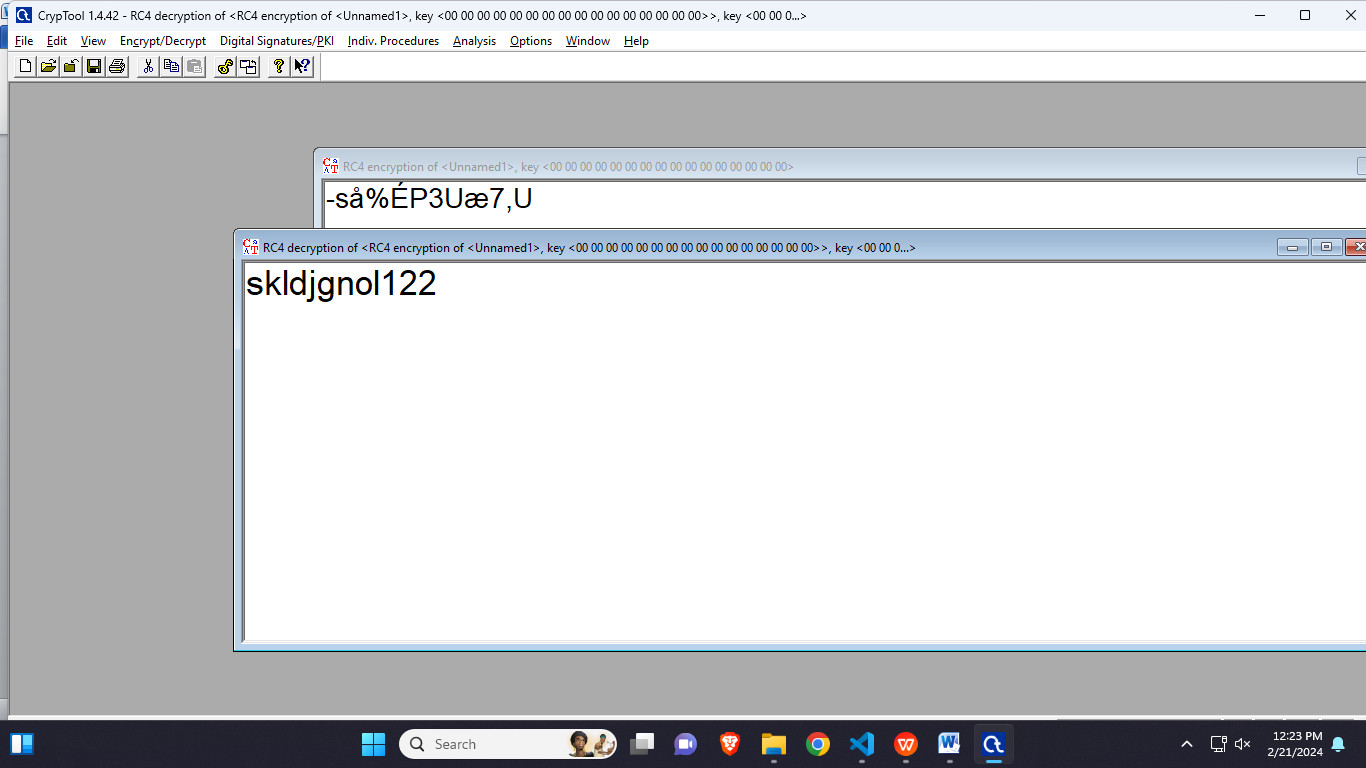 CrypTool 1.4.42 - RC4 decryption of <RC4 encryption of <Unnamed1>, key <00 00 00 00 00 00 00 00 00 00 00 00 00 00 00 00>>, key <00 00 0...>
File Edit View Encrypt/Decrypt Digital Signatures/PKI Indiv. Procedures Analysis Options Window Help
RC4 encryption of <Unnamed1>, key <00 00 00 00 00 00 00 00 00 00 00 00 00 00 00 00>
-så%ÉP3Uæ7,U
RC4 decryption of <RC4 encryption of <Unnamed1>, key <00 00 00 00 00 00 00 00 00 00 00 00 00 00 00 00>>, key <00 00 0...>
skldjgnol122
Search
12:23 PM
2/21/2024